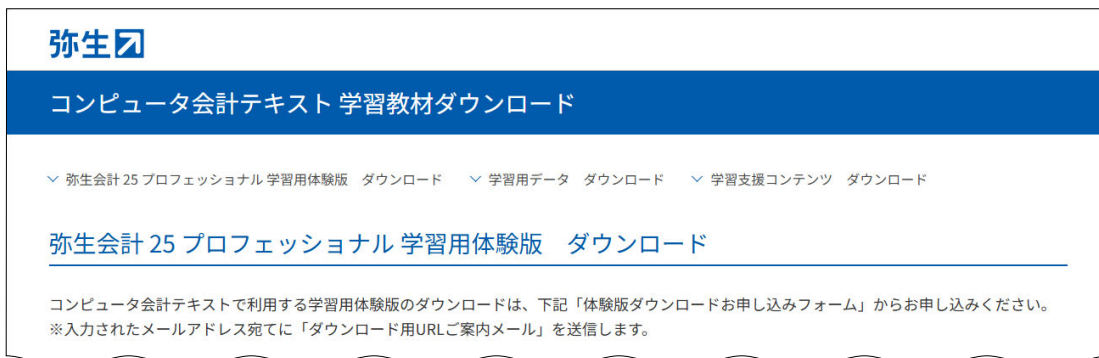 弥生
コンピュータ会計テキスト 学習教材ダウンロード
弥生会計 25 プロフェッショナル 学習用体験版　ダウンロード 学習用データ　ダウンロード 学習支援コンテンツ　ダウンロード
弥生会計 25 プロフェッショナル 学習用体験版　ダウンロード
コンピュータ会計テキストで利用する学習用体験版のダウンロードは、下記「体験版ダウンロードお申し込みフォーム」からお申し込みください。
※入力されたメールアドレス宛てに「ダウンロード用URLご案内メール」を送信します。